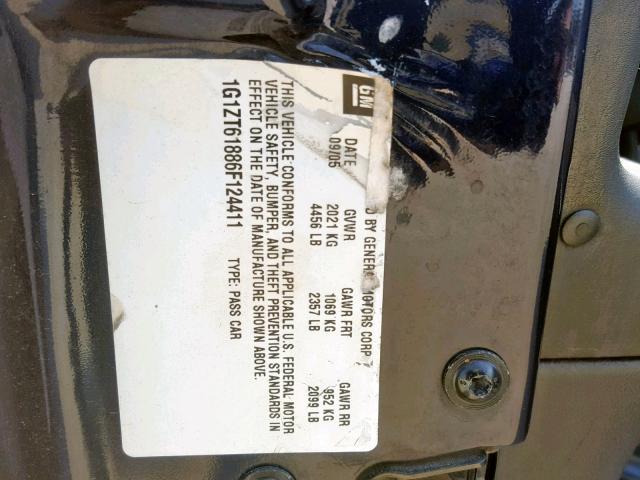 GM
D BY GENERAL MOTORS CORP
DATE GVWR GAWR FRT GAWR RR
09/05 2021 KG 1069 KG 952 KG
4456 LB 2357 LB 2099 LB
THIS VEHICLE CONFORMS TO ALL APPLICABLE U.S. FEDERAL MOTOR
VEHICLE SAFETY, BUMPER, AND THEFT PREVENTION STANDARDS IN
EFFECT ON THE DATE OF MANUFACTURE SHOWN ABOVE.
1G1ZT61886F124411 TYPE: PASS CAR